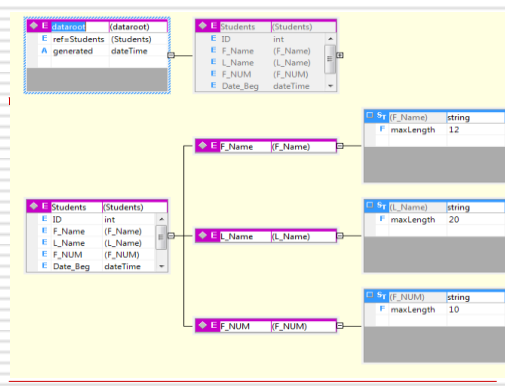 E dataroot (dataroot)
E ref=Students (Students)
A generated dateTime
E Students (Students)
E ID int
E F_Name (F_Name)
E L_Name (L_Name)
E F_NUM (F_NUM)
E Date_Beg dateTime
E F_Name (F_Name)
ST (F_Name) string
F maxLength 12
E Students (Students)
E ID int
E F_Name (F_Name)
E L_Name (L_Name)
E F_NUM (F_NUM)
E Date_Beg dateTime
E L_Name (L_Name)
ST (L_Name) string
F maxLength 20
E F_NUM (F_NUM)
ST (F_NUM) string
F maxLength 10